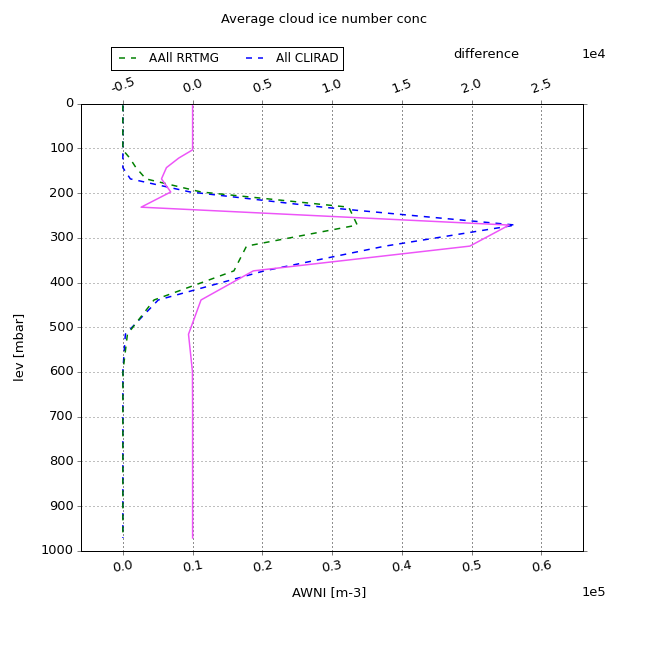 Average cloud ice number conc
AAll RRTMG All CLIRAD
difference 1e4
-0.5 0.0 0.5 1.0 1.5 2.0 2.5
0
100
200
300
400
500
600
700
800
900
1000
lev [mbar]
0.0 0.1 0.2 0.3 0.4 0.5 0.6
AWNI [m-3] 1e5